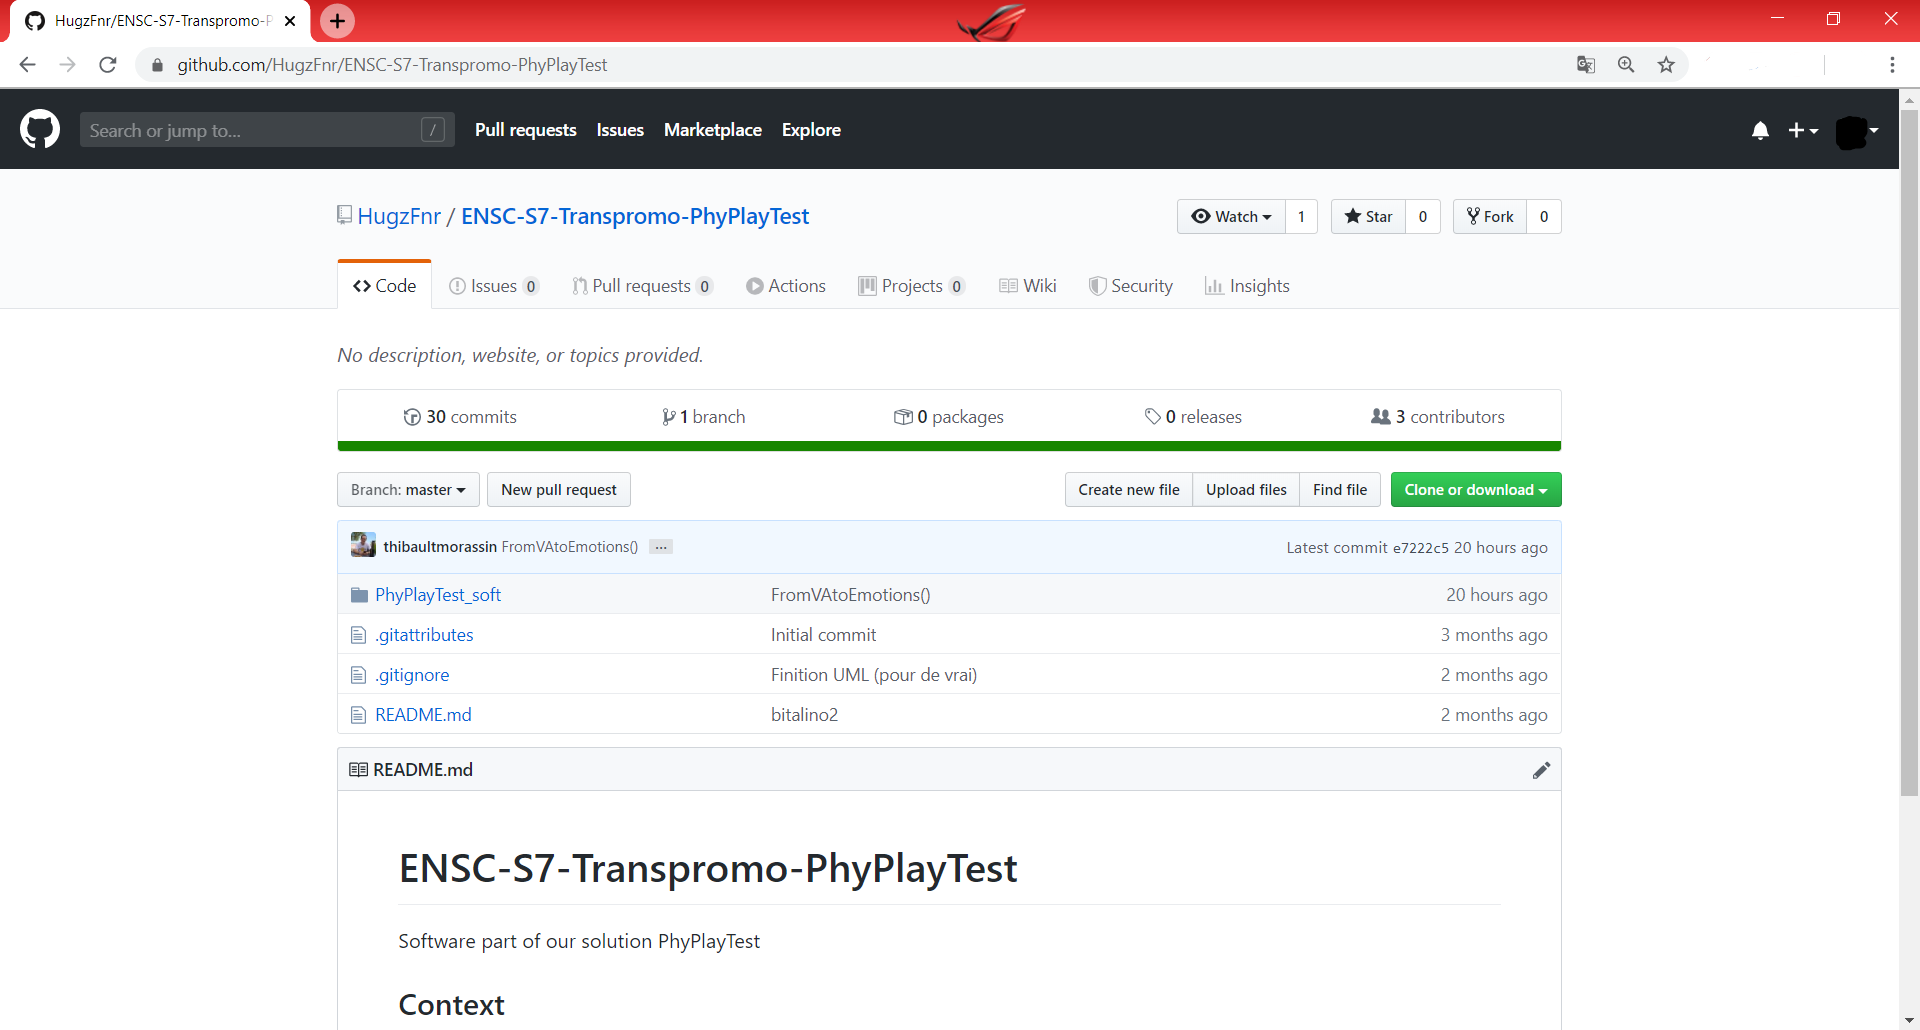 HugzFnr/ENSC-S7-Transpromo-P
github.com/HugzFnr/ENSC-S7-Transpromo-PhyPlayTest
Search or jump to... / Pull requests Issues Marketplace Explore
HugzFnr / ENSC-S7-Transpromo-PhyPlayTest Watch 1 Star 0 Fork 0
Code Issues 0 Pull requests 0 Actions Projects 0 Wiki Security Insights
No description, website, or topics provided.
30 commits 1 branch 0 packages 0 releases 3 contributors
Branch: master New pull request Create new file Upload files Find file Clone or download
thibaultmorassin FromVAtoEmotions() ... Latest commit e7222c5 20 hours ago
PhyPlayTest_soft FromVAtoEmotions() 20 hours ago
.gitattributes Initial commit 3 months ago
.gitignore Finition UML (pour de vrai) 2 months ago
README.md bitalino2 2 months ago
README.md
ENSC-S7-Transpromo-PhyPlayTest
Software part of our solution PhyPlayTest
Context